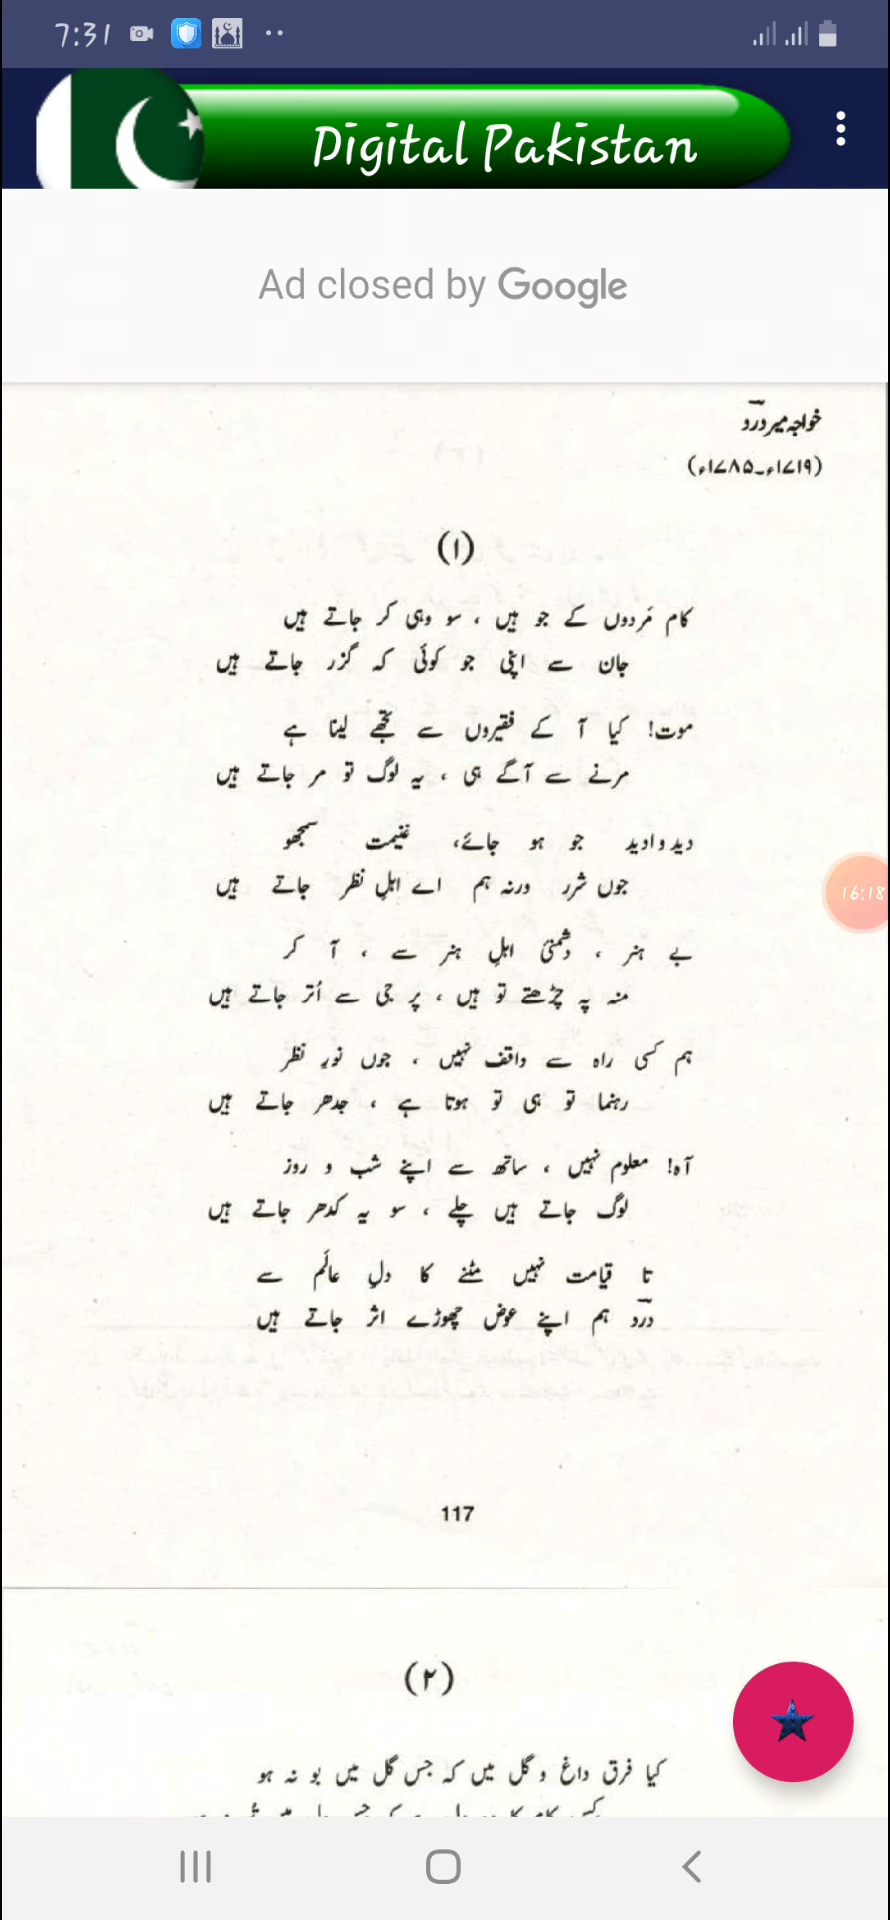 7:31
Digital Pakistan
Ad closed by Google
خواجہ میر درد
(۱۷۱۹ء۔۱۷۸۵ء)
(۱)
کام مَردوں کے جو ہیں ، سو وہی کر جاتے ہیں
جان سے اپنی جو کوئی کہ گزر جاتے ہیں
موت! کیا آ کے فقیروں سے تجھے لینا ہے
مرنے سے آگے ہی ، یہ لوگ تو مر جاتے ہیں
دید وادید جو ہو جائے، غنیمت سمجھو
جوں شرر ورنہ ہم اے اہلِ نظر جاتے ہیں
بے ہنر ، دشمنیٔ اہلِ ہنر سے ، آ کر
منہ پہ چڑھتے تو ہیں ، پر جی سے اُتر جاتے ہیں
ہم کسی راہ سے واقف نہیں ، جوں نورِ نظر
رہنما تو ہی تو ہوتا ہے ، جدھر جاتے ہیں
آہ! معلوم نہیں ، ساتھ سے اپنے شب و روز
لوگ جاتے ہیں چلے ، سو یہ کدھر جاتے ہیں
تا قیامت نہیں مٹنے کا دلِ عالَم سے
درد ہم اپنے عوض چھوڑے اثر جاتے ہیں
16:18
117
(۲)
کیا فرق داغ و گل میں کہ جس گل میں بو نہ ہو